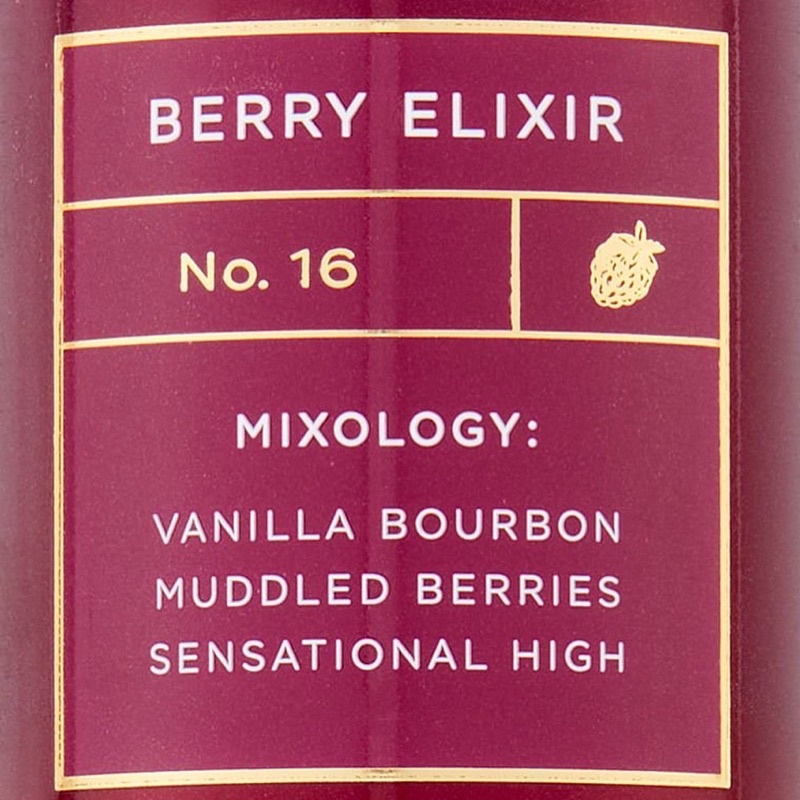 BERRY ELIXIR
No. 16
MIXOLOGY:
VANILLA BOURBON
MUDDLED BERRIES
SENSATIONAL HIGH